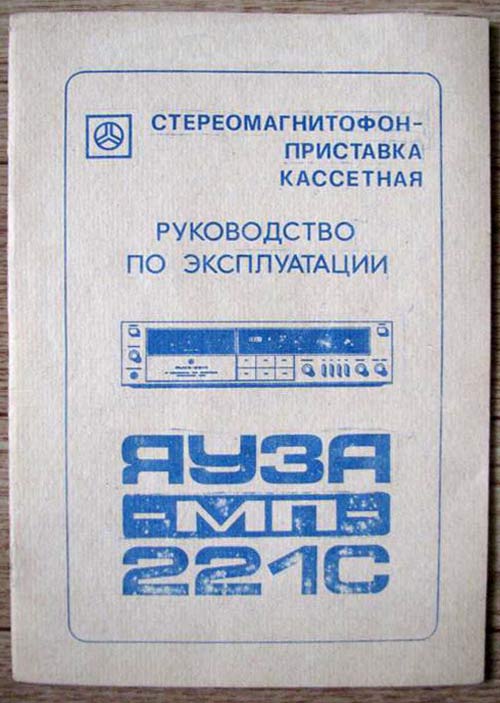 СТЕРЕОМАГНИТОФОН-
ПРИСТАВКА
КАССЕТНАЯ
РУКОВОДСТВО
ПО ЭКСПЛУАТАЦИИ
ЯУЗА
МП
221С